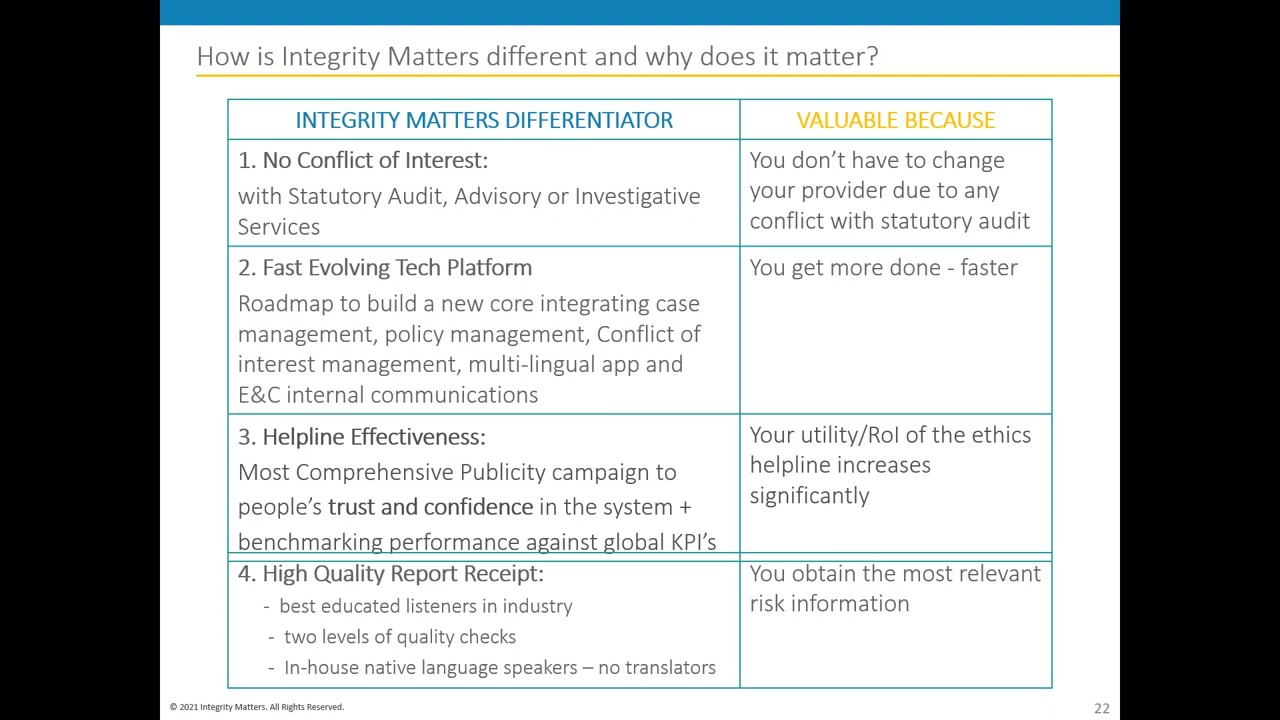 How is Integrity Matters different and why does it matter?
INTEGRITY MATTERS DIFFERENTIATOR
VALUABLE BECAUSE
1. No Conflict of Interest:
with Statutory Audit, Advisory or Investigative
Services
You don’t have to change
your provider due to any
conflict with statutory audit
2. Fast Evolving Tech Platform
Roadmap to build a new core integrating case
management, policy management, Conflict of
interest management, multi-lingual app and
E&C internal communications
You get more done - faster
3. Helpline Effectiveness:
Most Comprehensive Publicity campaign to
people’s trust and confidence in the system +
benchmarking performance against global KPI’s
Your utility/RoI of the ethics
helpline increases
significantly
4. High Quality Report Receipt:
- best educated listeners in industry
- two levels of quality checks
- In-house native language speakers – no translators
You obtain the most relevant
risk information
© 2021 Integrity Matters. All Rights Reserved.
22